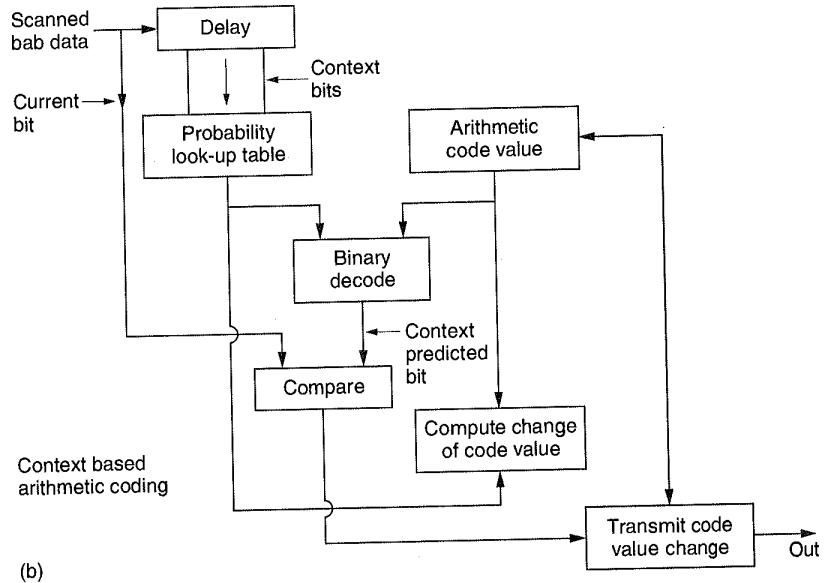 Scanned
bab data
Delay
Context
bits
Current
bit
Probability
look-up table
Arithmetic
code value
Binary
decode
Context
predicted
bit
Compare
Compute change
of code value
Context based
arithmetic coding
Transmit code
value change
Out
(b)